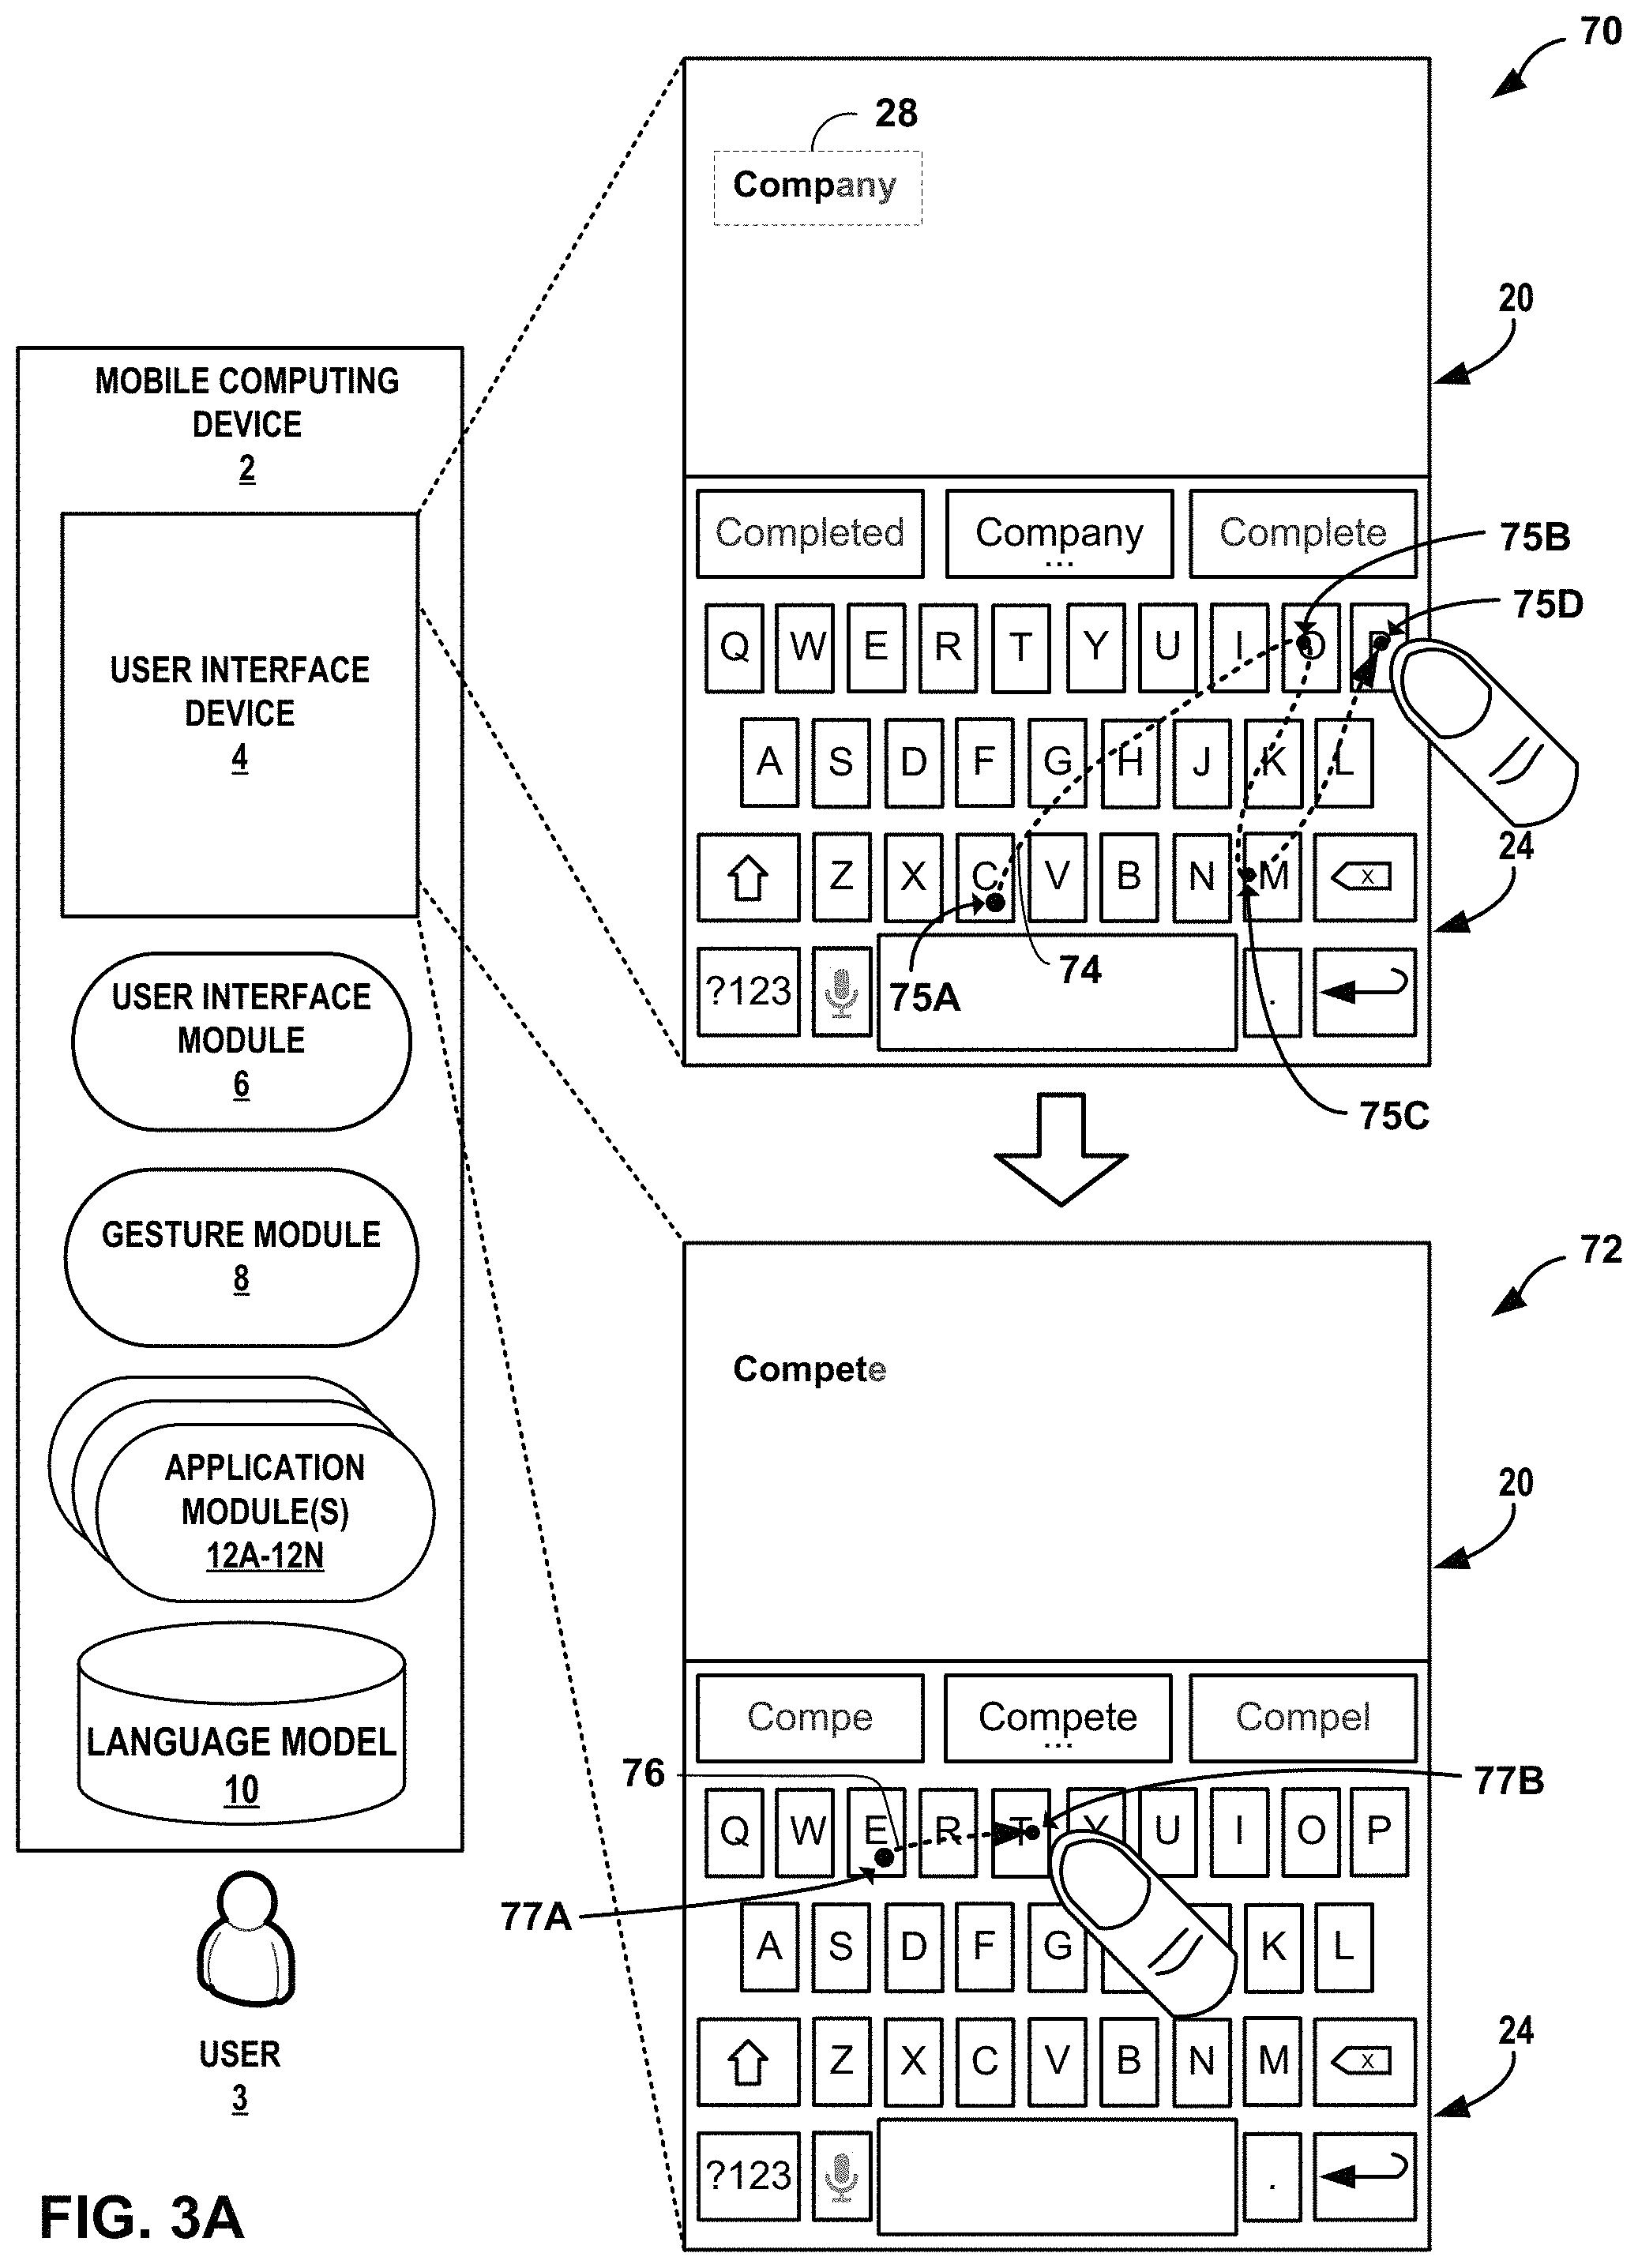 70
28
Company
20
MOBILE COMPUTING
DEVICE
2
Completed Company Complete
...
75B
75D
Q W E R T Y U I O P
USER INTERFACE
DEVICE
4
A S D F G H J K L
24
Z X C V B N M X
?123 75A 74 .
USER INTERFACE
MODULE
6
75C
GESTURE MODULE
8
72
Compete
20
APPLICATION
MODULE(S)
12A-12N
Compe Compete Compel
...
LANGUAGE MODEL
10
76
77B
Q W E R T Y U I O P
77A
A S D F G K L
USER
3
24
Z X C V B N M X
?123 .
FIG. 3A